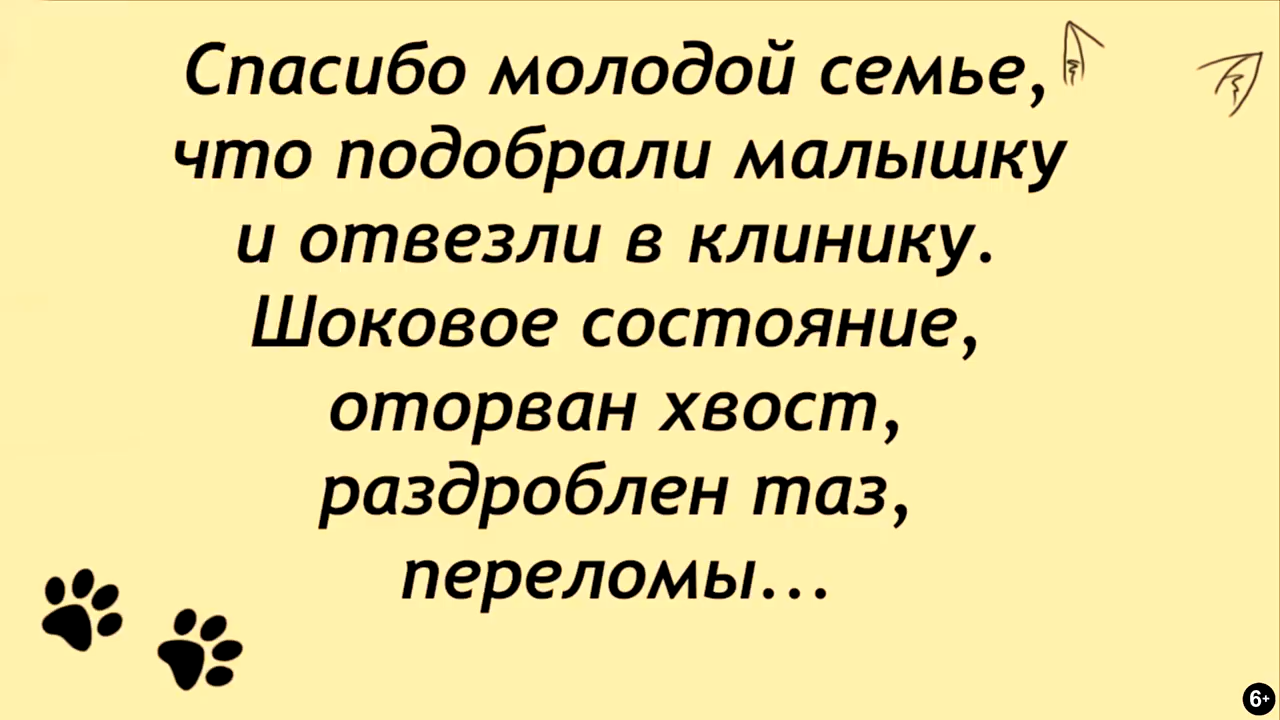 Спасибо молодой семье,
что подобрали малышку
и отвезли в клинику.
Шоковое состояние,
оторван хвост,
раздроблен таз,
переломы...
6+